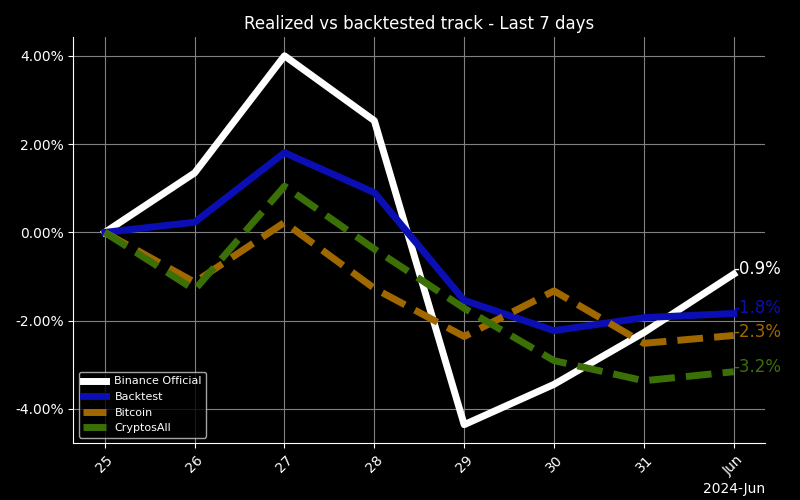 Realized vs backtested track - Last 7 days
4.00%
2.00%
0.00%
-2.00%
-4.00%
-0.9%
-1.8%
-2.3%
-3.2%
Binance Official
Backtest
Bitcoin
CryptosAll
25
26
27
28
29
30
31
Jun
2024-Jun